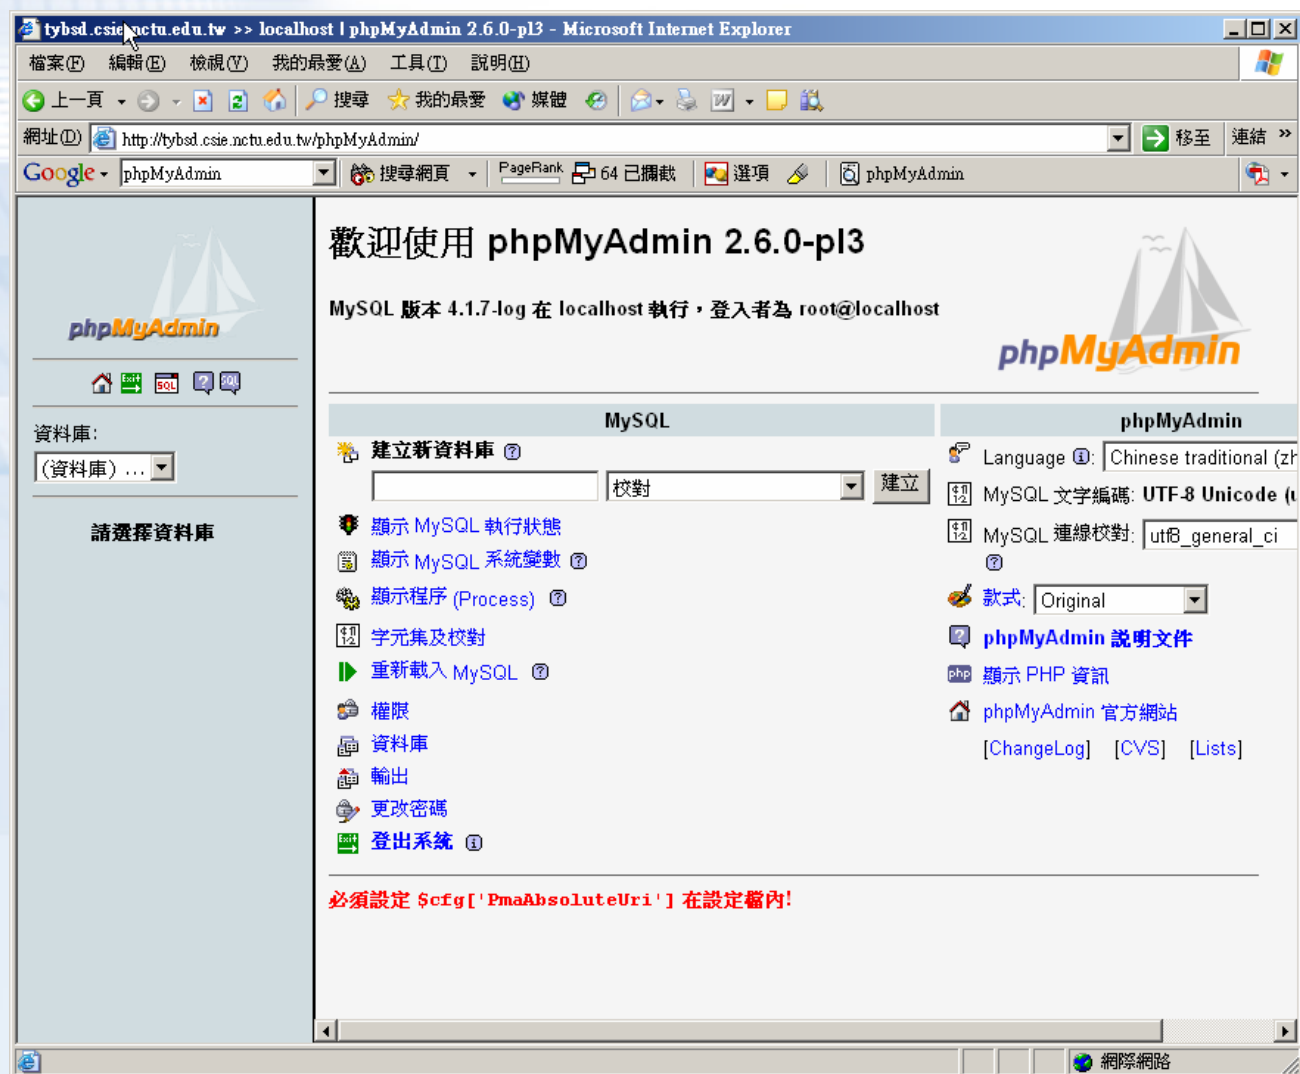 tybsd.csie.nctu.edu.tw >> localhost | phpMyAdmin 2.6.0-pl3 - Microsoft Internet Explorer
檔案(F) 編輯(E) 檢視(V) 我的最愛(A) 工具(T) 說明(H)
上一頁 搜尋 我的最愛 媒體
網址(D) http://tybsd.csie.nctu.edu.tw/phpMyAdmin/ 移至 連結 »
Google phpMyAdmin 搜尋網頁 PageRank 64 已攔截 選項 phpMyAdmin
phpMyAdmin
Exit SQL ? SQL
資料庫:
(資料庫) ...
請選擇資料庫
歡迎使用 phpMyAdmin 2.6.0-pl3
MySQL 版本 4.1.7-log 在 localhost 執行，登入者為 root@localhost
phpMyAdmin
MySQL
建立新資料庫 ?
校對 建立
顯示 MySQL 執行狀態
顯示 MySQL 系統變數 ?
顯示程序 (Process) ?
字元集及校對
重新載入 MySQL ?
權限
資料庫
輸出
更改密碼
Exit 登出系統 i
phpMyAdmin
Language i: Chinese traditional (zh
MySQL 文字編碼: UTF-8 Unicode (u
MySQL 連線校對: utf8_general_ci
?
款式: Original
? phpMyAdmin 說明文件
php 顯示 PHP 資訊
phpMyAdmin 官方網站
[ChangeLog] [CVS] [Lists]
必須設定 $cfg['PmaAbsoluteUri'] 在設定檔內!
網際網路